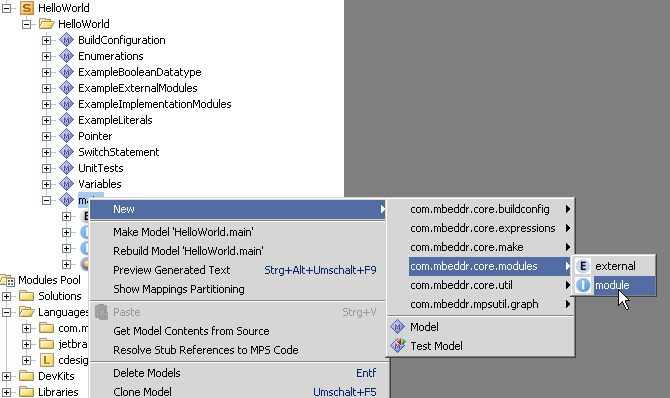 HelloWorld
HelloWorld
BuildConfiguration
Enumerations
ExampleBooleanDatatype
ExampleExternalModules
ExampleImplementationModules
ExampleLiterals
Pointer
SwitchStatement
UnitTests
Variables
New
Make Model 'HelloWorld.main'
Rebuild Model 'HelloWorld.main'
Preview Generated Text Strg+Alt+Umschalt+F9
Show Mappings Partitioning
Paste Strg+V
Get Model Contents from Source
Resolve Stub References to MPS Code
Delete Models Entf
Clone Model Umschalt+F5
com.mbeddr.core.buildconfig
com.mbeddr.core.expressions
com.mbeddr.core.make
com.mbeddr.core.modules
com.mbeddr.core.util
com.mbeddr.mpsutil.graph
Model
Test Model
E external
I module
Modules Pool
Solutions
Languages
com.m
jetbra
L cdesig
DevKits
Libraries